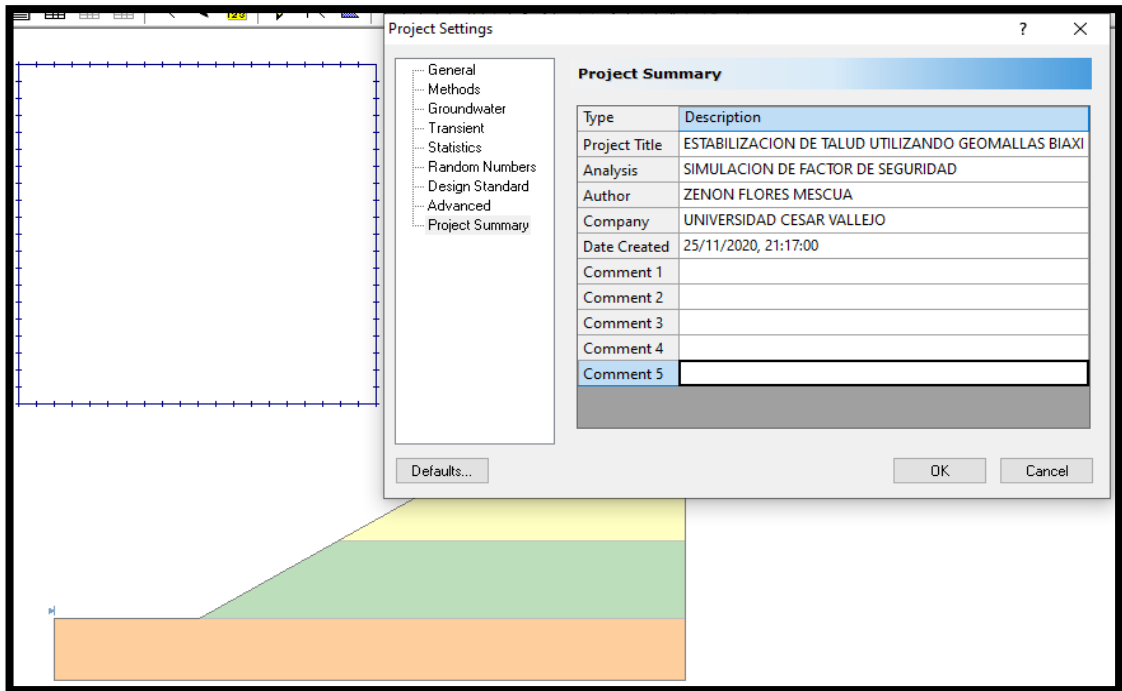 123
Project Settings
?
General
Methods
Groundwater
Transient
Statistics
Random Numbers
Design Standard
Advanced
Project Summary
Project Summary
Type Description
Project Title ESTABILIZACION DE TALUD UTILIZANDO GEOMALLAS BIAXI
Analysis SIMULACION DE FACTOR DE SEGURIDAD
Author ZENON FLORES MESCUA
Company UNIVERSIDAD CESAR VALLEJO
Date Created 25/11/2020, 21:17:00
Comment 1
Comment 2
Comment 3
Comment 4
Comment 5
Defaults... OK Cancel